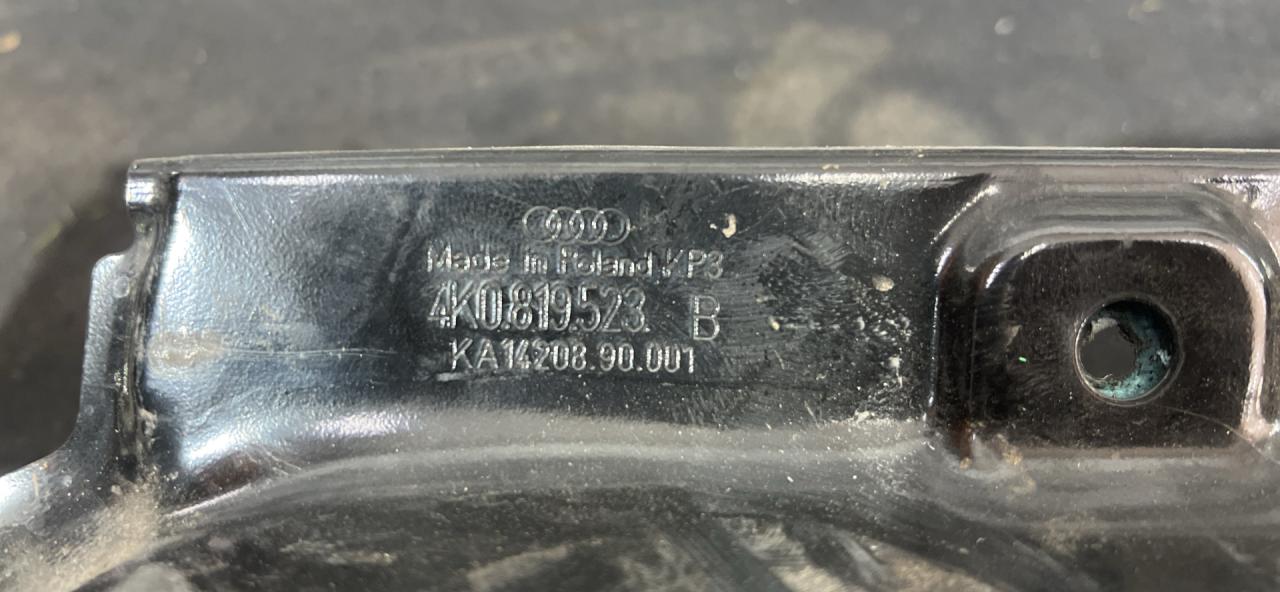 Made in Poland KP3
4K0.819.523. B
KA14208.90.001